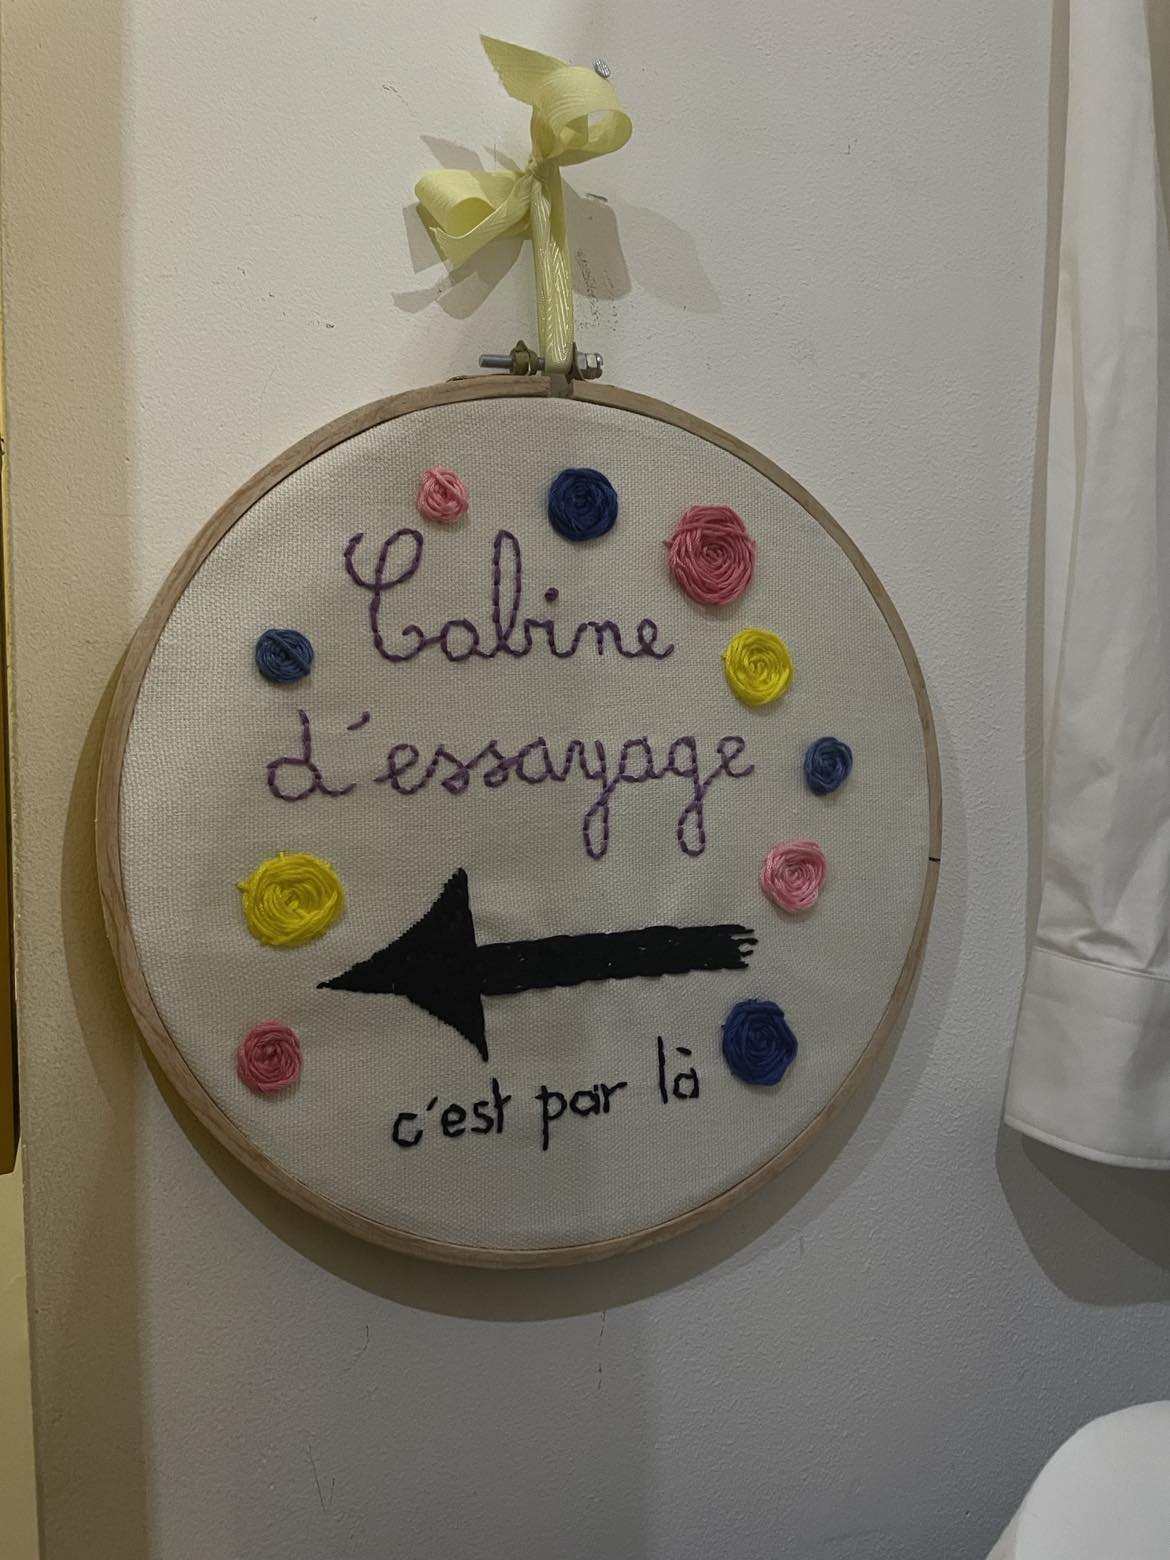 Cabine
d'essayage
c'est par là